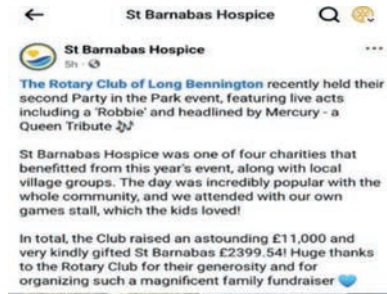 St Barnabas Hospice
St Barnabas Hospice
5h ·
The Rotary Club of Long Bennington recently held their
second Party in the Park event, featuring live acts
including a 'Robbie' and headlined by Mercury - a
Queen Tribute 🎶
St Barnabas Hospice was one of four charities that
benefitted from this year's event, along with local
village groups. The day was incredibly popular with the
whole community, and we attended with our own
games stall, which the kids loved!
In total, the Club raised an astounding £11,000 and
very kindly gifted St Barnabas £2399.54! Huge thanks
to the Rotary Club for their generosity and for
organizing such a magnificent family fundraiser 💙